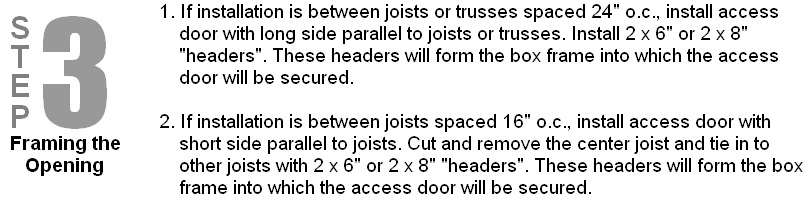 STEP 3
Framing the
Opening
1. If installation is between joists or trusses spaced 24" o.c., install access
door with long side parallel to joists or trusses. Install 2 x 6" or 2 x 8"
"headers". These headers will form the box frame into which the access
door will be secured.
2. If installation is between joists spaced 16" o.c., install access door with
short side parallel to joists. Cut and remove the center joist and tie in to
other joists with 2 x 6" or 2 x 8" "headers". These headers will form the box
frame into which the access door will be secured.